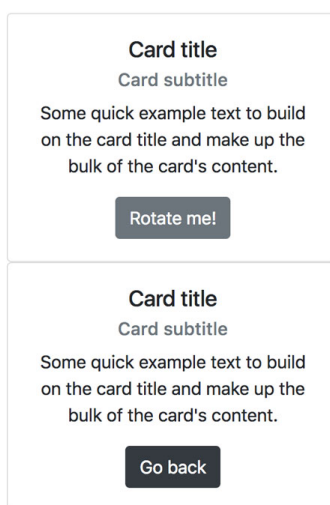 Card title
Card subtitle
Some quick example text to build
on the card title and make up the
bulk of the card's content.
Rotate me!
Card title
Card subtitle
Some quick example text to build
on the card title and make up the
bulk of the card's content.
Go back